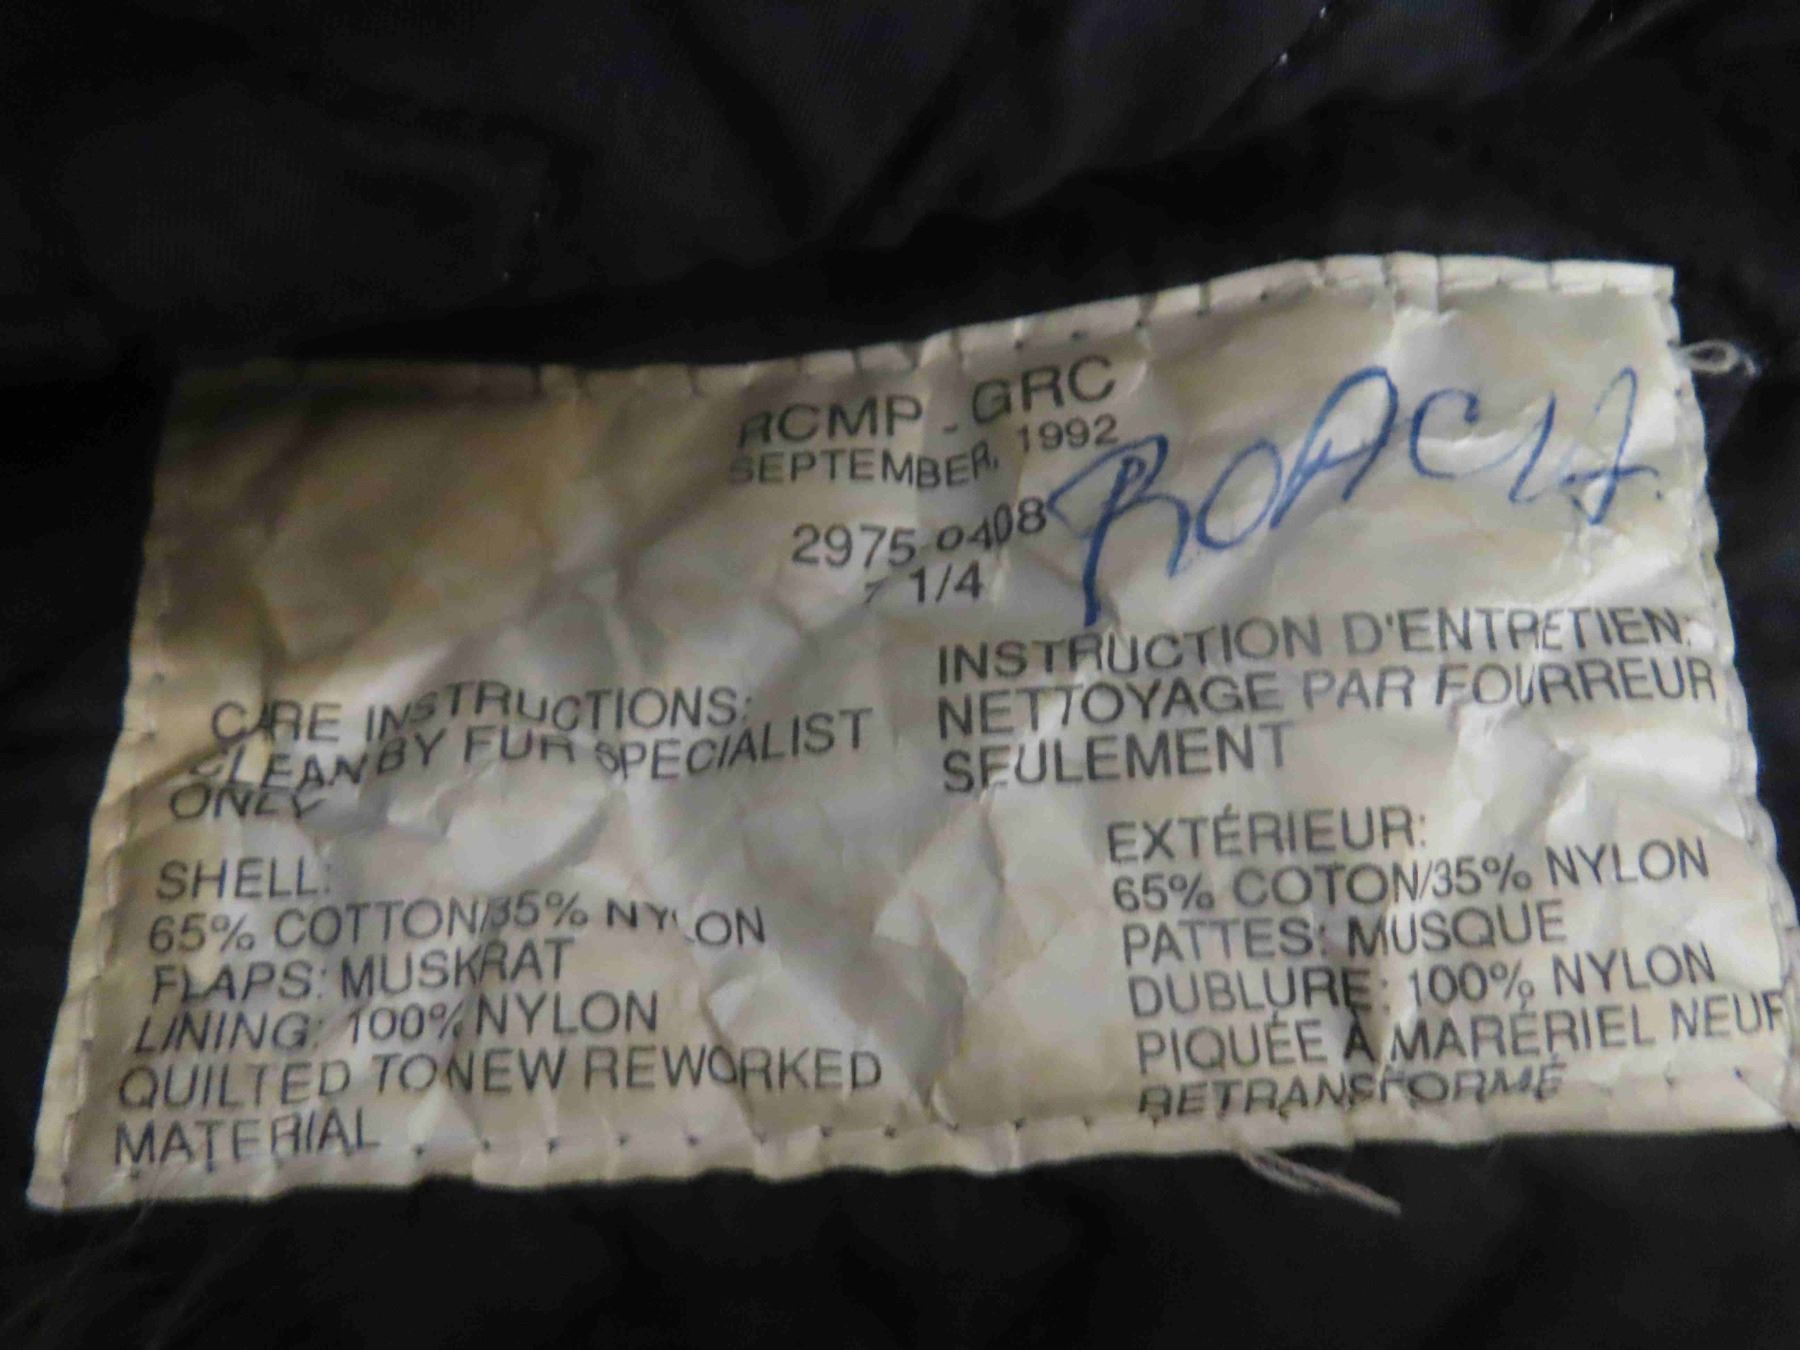 RCMP - GRC
SEPTEMBER, 1992
ROACH
2975-0408
7 1/4
CARE INSTRUCTIONS:
CLEAN BY FUR SPECIALIST
ONLY
INSTRUCTION D'ENTRETIEN:
NETTOYAGE PAR FOURREUR
SEULEMENT
SHELL:
65% COTTON/35% NYLON
FLAPS: MUSKRAT
LINING: 100% NYLON
QUILTED TO NEW REWORKED
MATERIAL
EXTÉRIEUR:
65% COTON/35% NYLON
PATTES: MUSQUE
DUBLURE: 100% NYLON
PIQUÉE À MARÉRIEL NEUF
RETRANSFORMÉ